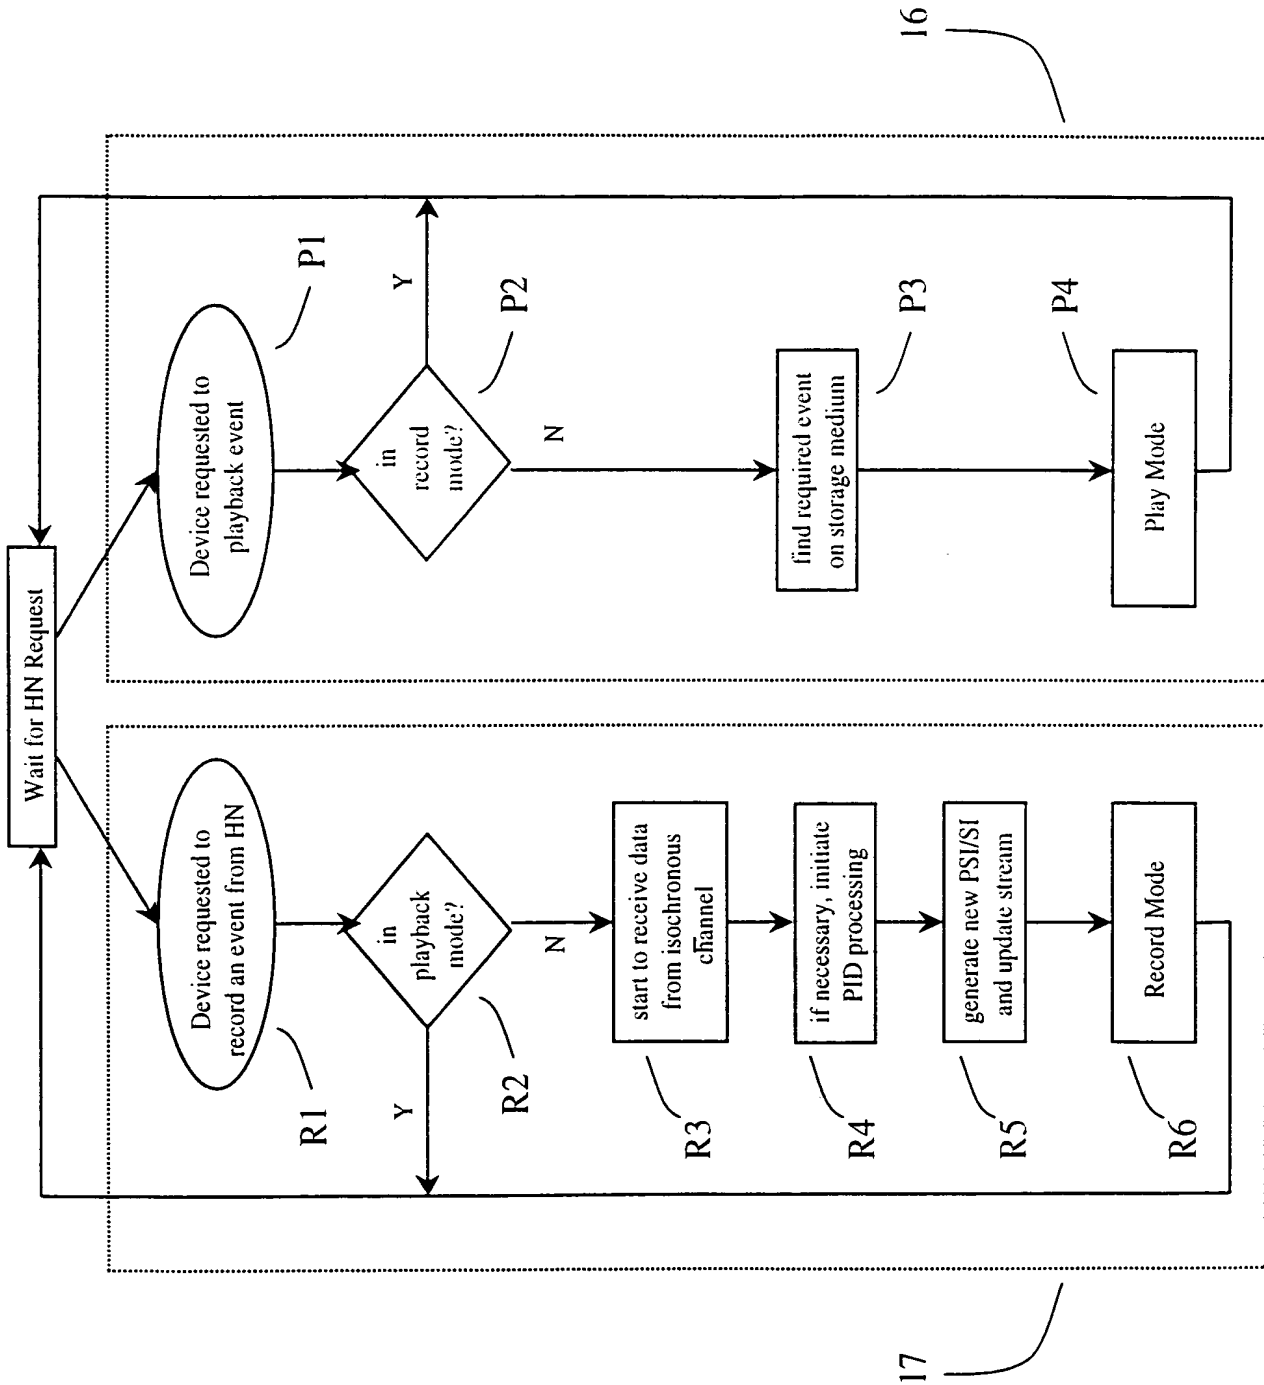 Wait for HN Request
Device requested to
record an event from HN
R1
in
playback
mode?
Y
N
R2
start to receive data
from isochronous
channel
R3
if necessary, initiate
PID processing
R4
generate new PSI/SI
and update stream
R5
Record Mode
R6
17
Device requested to
playback event
P1
in
record
mode?
Y
N
P2
find required event
on storage medium
P3
Play Mode
P4
16